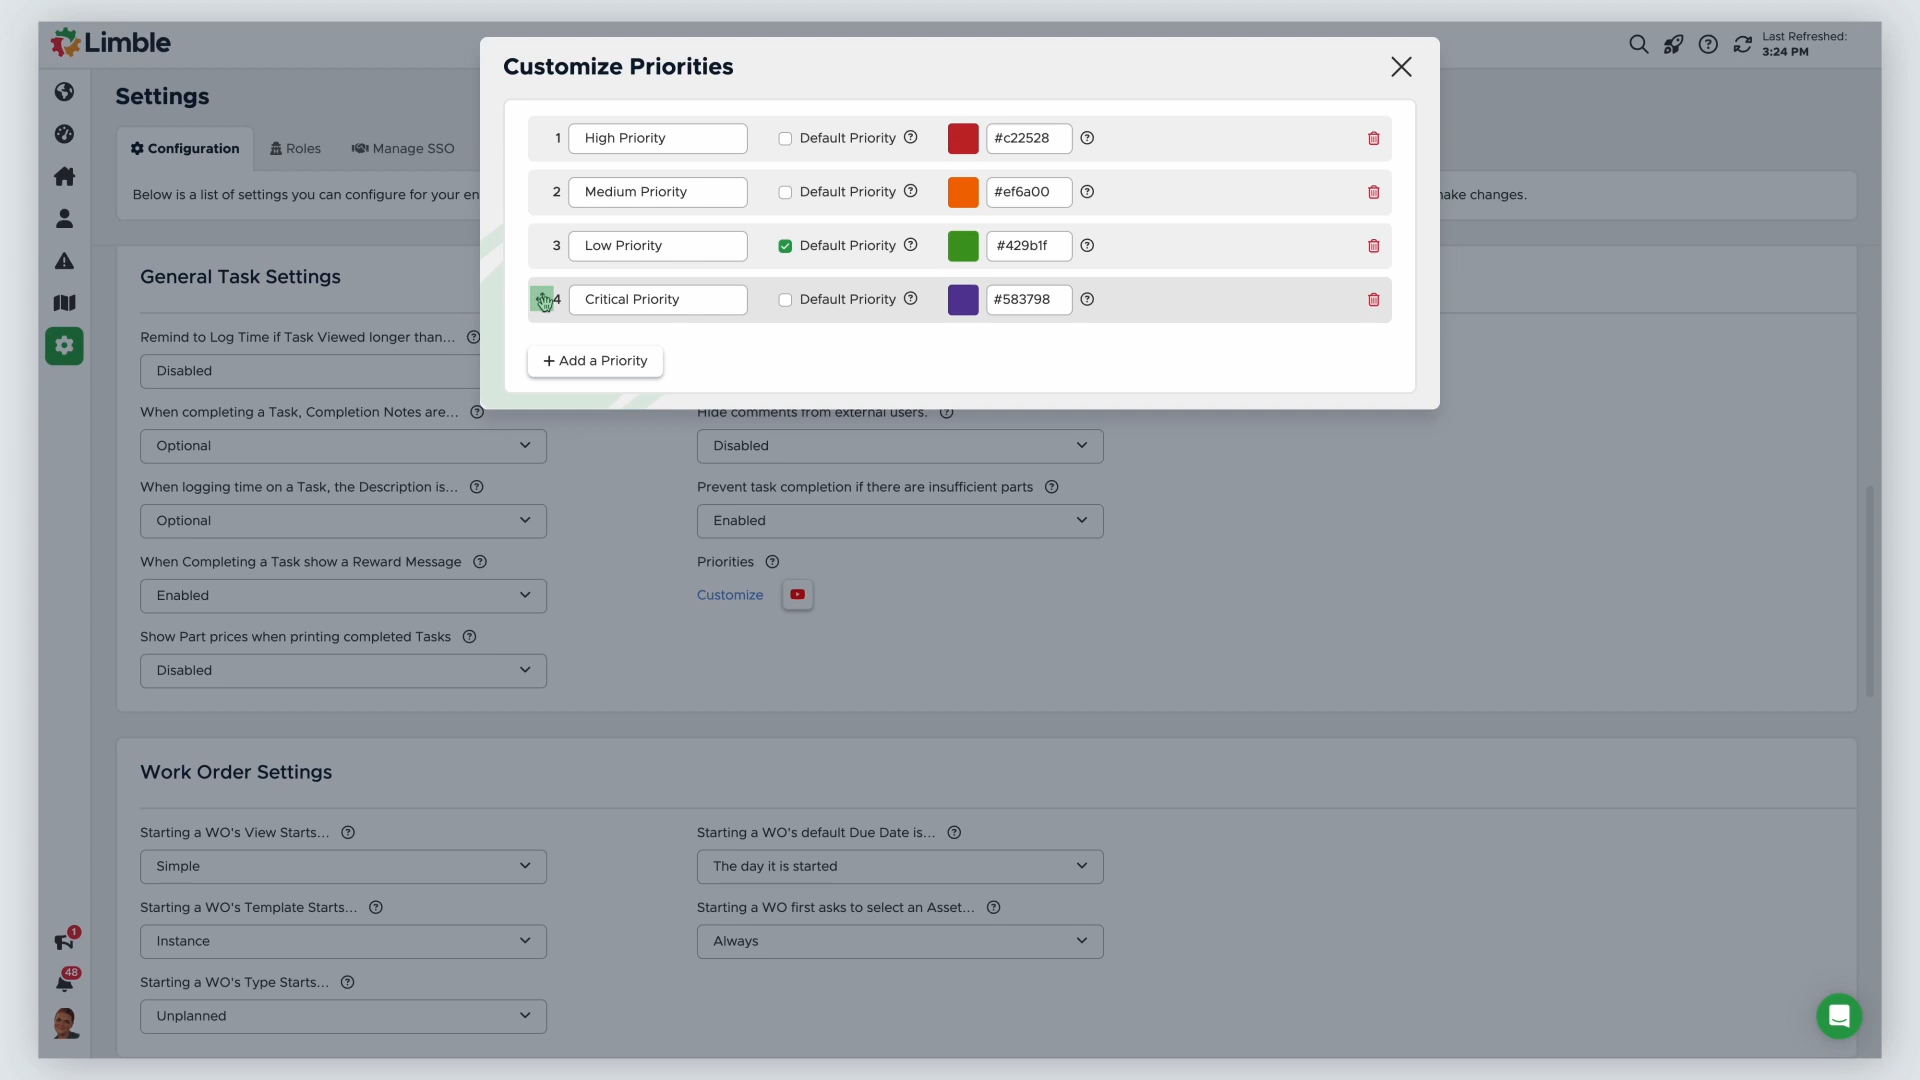 Limble
Last Refreshed:
3:24 PM
Settings
Configuration
Roles
Manage SSO
Below is a list of settings you can configure for your en
ake changes.
Customize Priorities
1 High Priority Default Priority #c22528
2 Medium Priority Default Priority #ef6a00
3 Low Priority Default Priority #429b1f
4 Critical Priority Default Priority #583798
+ Add a Priority
General Task Settings
Remind to Log Time if Task Viewed longer than...
Disabled
When completing a Task, Completion Notes are...
Optional
Hide comments from external users.
Disabled
When logging time on a Task, the Description is...
Optional
Prevent task completion if there are insufficient parts
Enabled
When Completing a Task show a Reward Message
Enabled
Priorities
Customize
Show Part prices when printing completed Tasks
Disabled
Work Order Settings
Starting a WO's View Starts...
Simple
Starting a WO's default Due Date is...
The day it is started
Starting a WO's Template Starts...
Instance
Starting a WO first asks to select an Asset...
Always
Starting a WO's Type Starts...
Unplanned
1
48